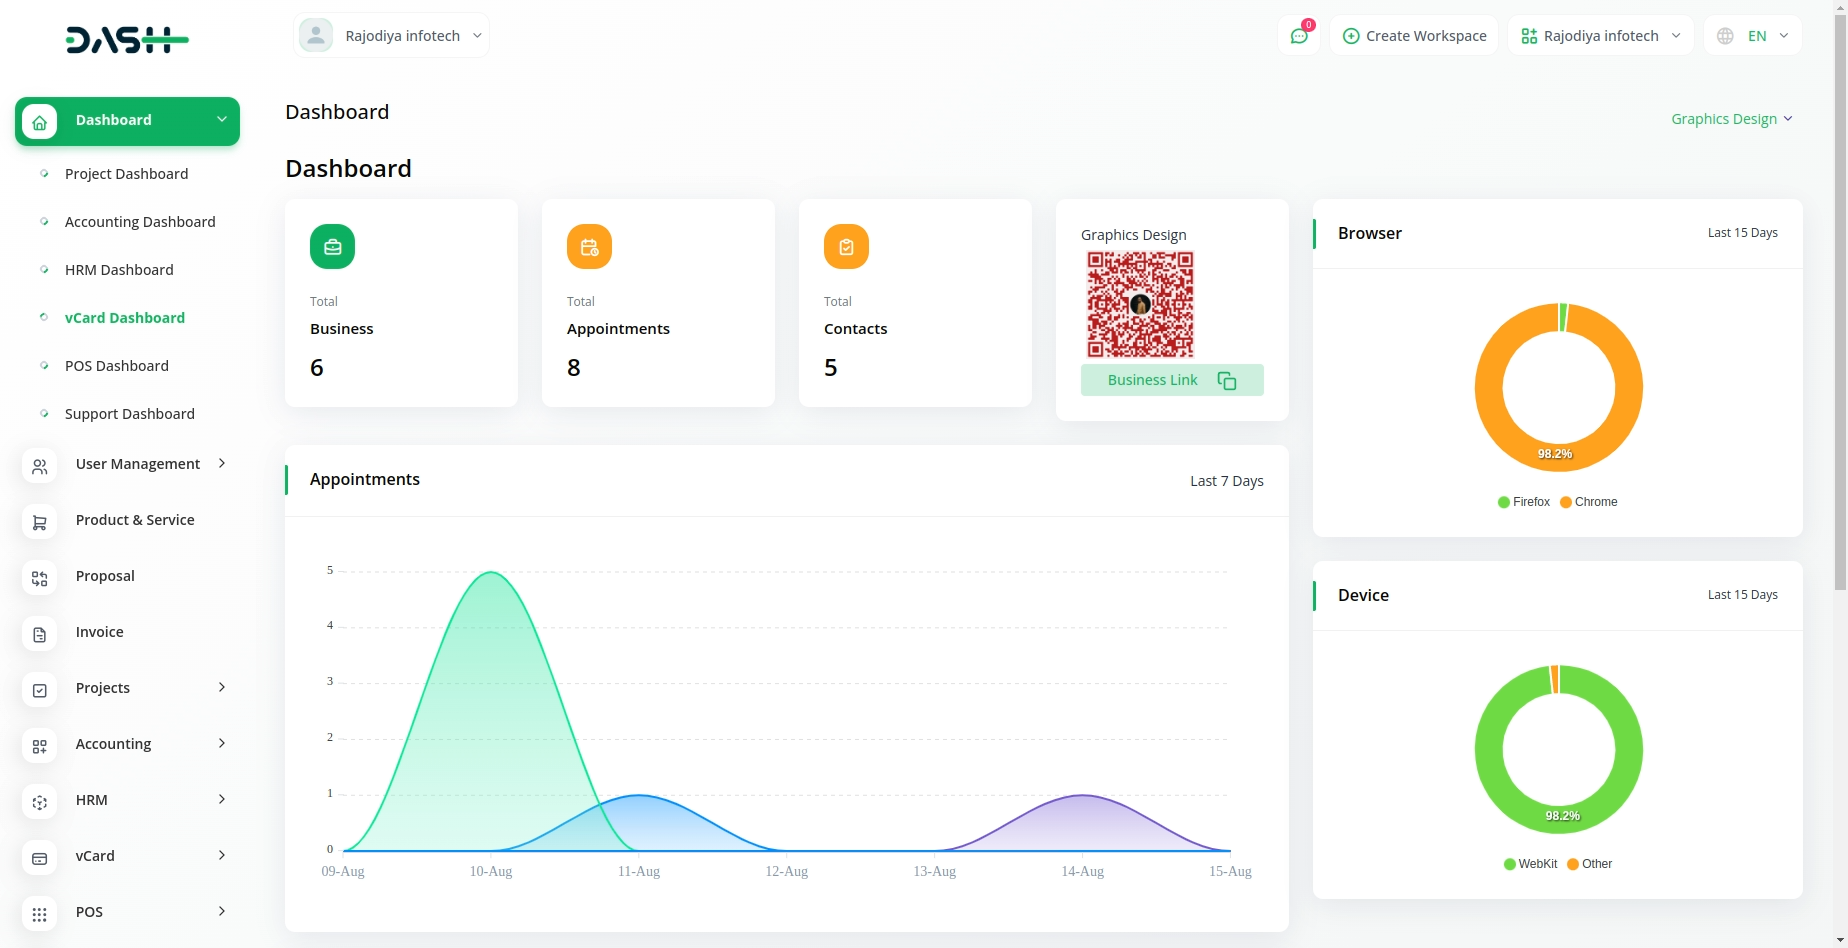 DASH
Rajodiya infotech
0
Create Workspace
Rajodiya infotech
EN
Dashboard
Project Dashboard
Accounting Dashboard
HRM Dashboard
vCard Dashboard
POS Dashboard
Support Dashboard
User Management
Product & Service
Proposal
Invoice
Projects
Accounting
HRM
vCard
POS
Dashboard
Graphics Design
Dashboard
Total
Business
6
Total
Appointments
8
Total
Contacts
5
Graphics Design
Business Link
Browser
Last 15 Days
98.2%
Firefox
Chrome
Appointments
Last 7 Days
5
4
3
2
1
0
09-Aug
10-Aug
11-Aug
12-Aug
13-Aug
14-Aug
15-Aug
Device
Last 15 Days
98.2%
WebKit
Other